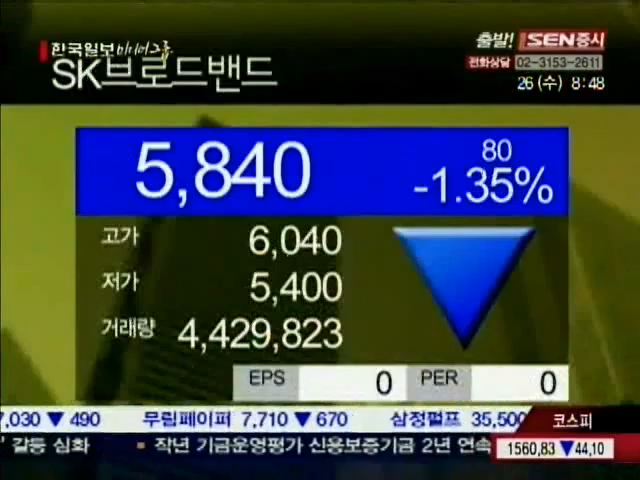 한국일보 미디어그룹
출발! SEN증시
SK브로드밴드
전화상담 02-3153-2611
26 (수) 8:48
5,840
80
-1.35%
고가 6,040
저가 5,400
거래량 4,429,823
EPS 0 PER 0
7,030 ▼ 490 무림페이퍼 7,710 ▼ 670 삼정펄프 35,500
코스피
' 갈등 심화 ▪ 작년 기금운영평가 신용보증기금 2년 연속
1560,83 ▼44,10